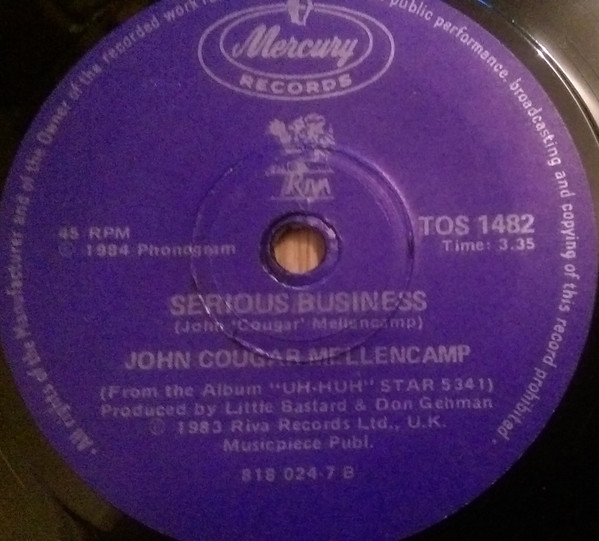 Mercury
RECORDS
RIVA
45 RPM
© 1984 Phonogram
TOS 1482
Time: 3.35
SERIOUS BUSINESS
(John 'Cougar' Mellencamp)
JOHN COUGAR MELLENCAMP
(From the Album "UH-HUH" STAR 5341)
Produced by Little Bastard & Don Gehman
℗ 1983 Riva Records Ltd., U.K.
Musicpiece Publ.
818 024-7 B
· All rights of the Manufacturer and of the Owner of the recorded work
public performance, broadcasting and copying of this record prohibited ·